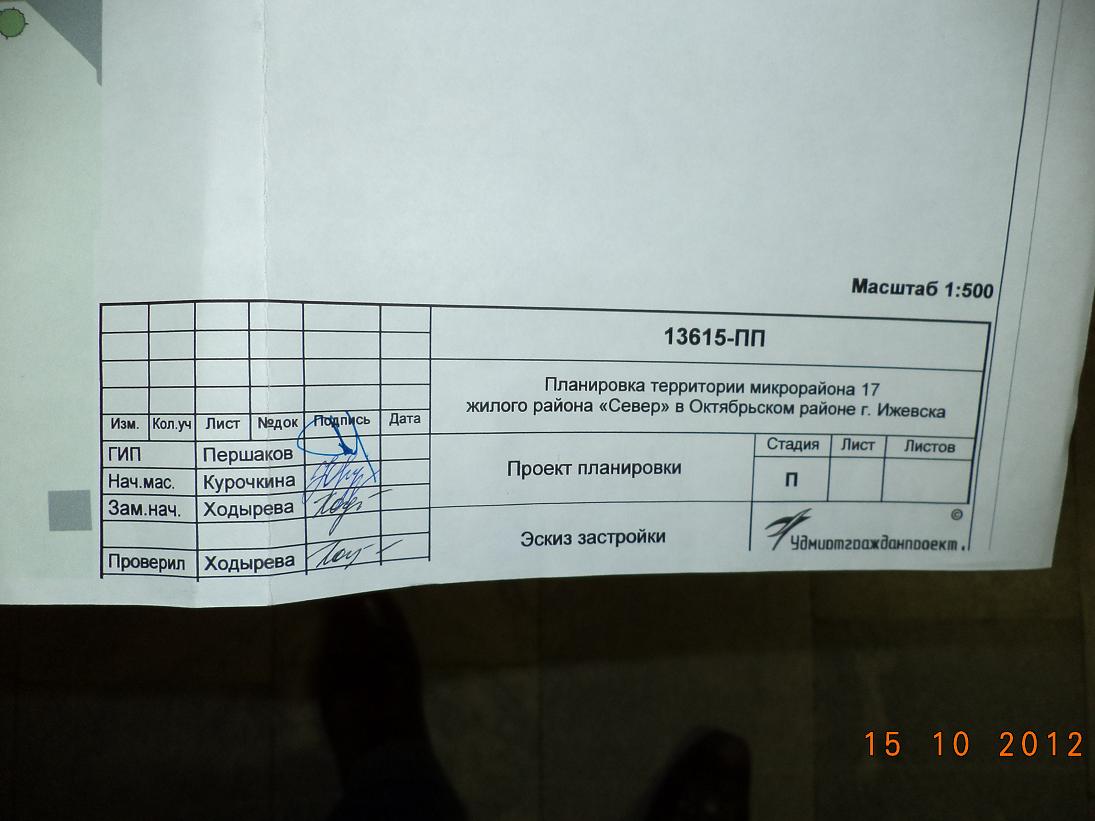 Масштаб 1:500
13615-ПП
Планировка территории микрорайона 17
жилого района «Север» в Октябрьском районе г. Ижевска
Изм. Кол.уч Лист №док Подпись Дата
ГИП Першаков
Нач.мас. Курочкина
Зам.нач. Ходырева
Проверил Ходырева
Проект планировки
Стадия Лист Листов
П
Эскиз застройки
©
Удмуртгражданпроект.
15 10 2012